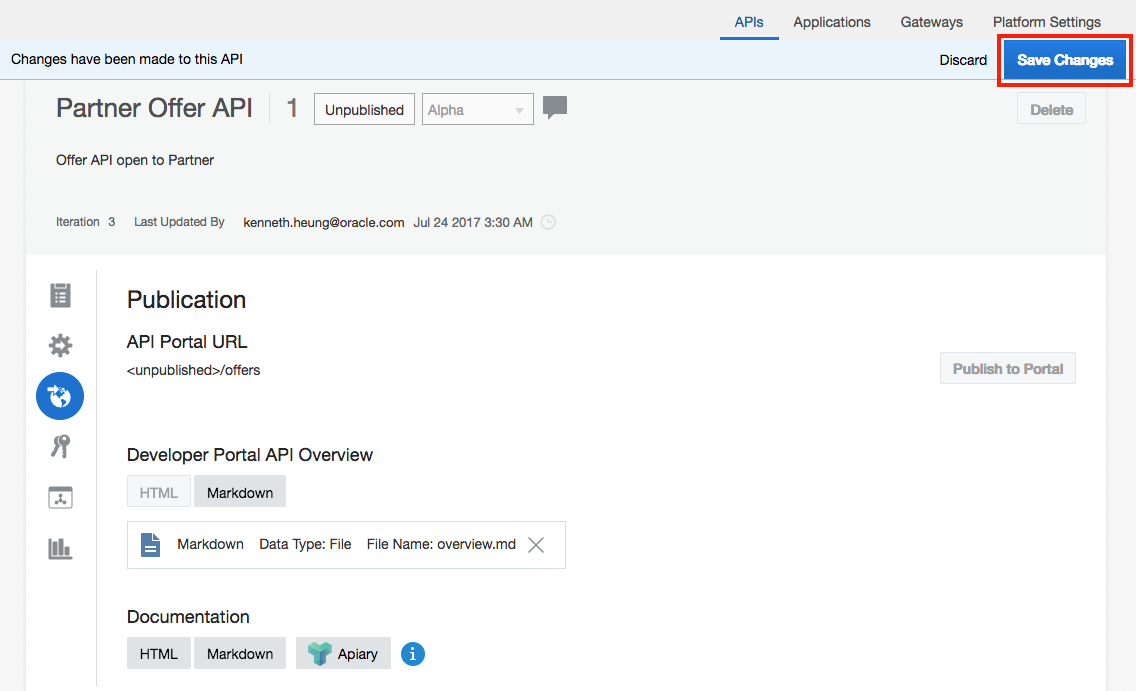 APIs Applications Gateways Platform Settings
Changes have been made to this API Discard Save Changes
Partner Offer API 1 Unpublished Alpha Delete
Offer API open to Partner
Iteration 3 Last Updated By kenneth.heung@oracle.com Jul 24 2017 3:30 AM
Publication
API Portal URL
<unpublished>/offers Publish to Portal
Developer Portal API Overview
HTML Markdown
Markdown Data Type: File File Name: overview.md
Documentation
HTML Markdown Apiary i